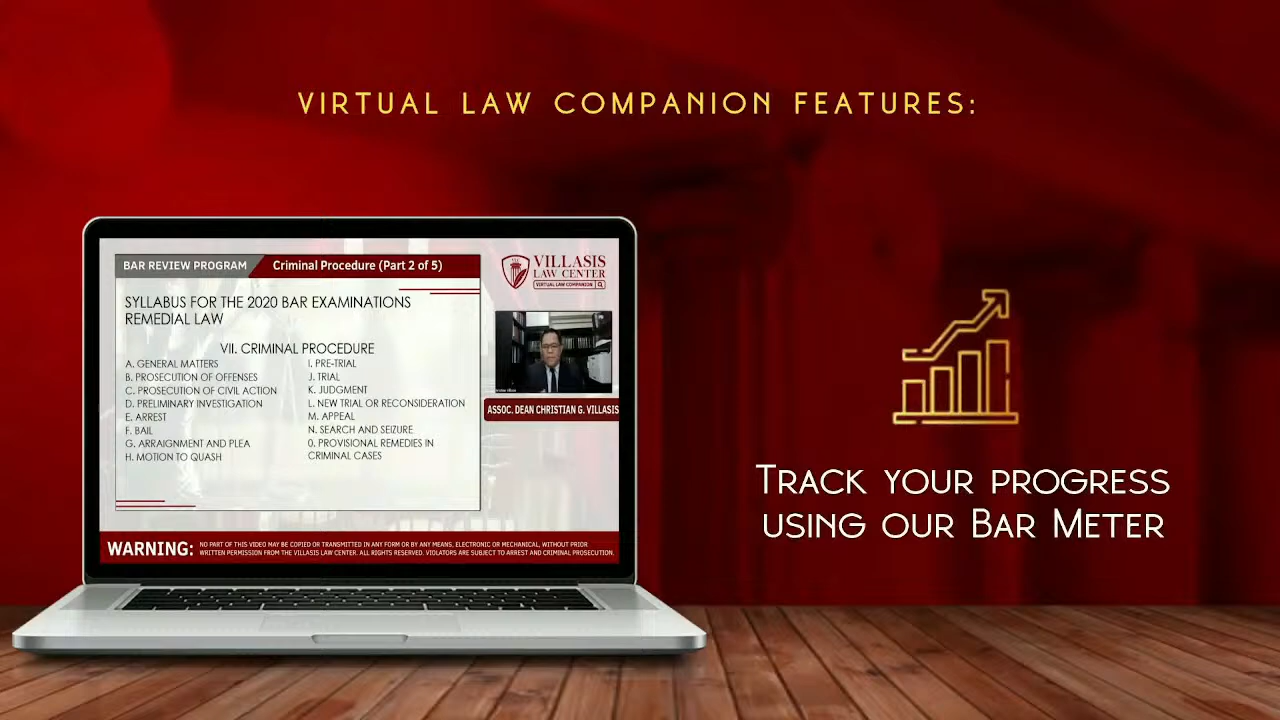 VIRTUAL LAW COMPANION FEATURES:
BAR REVIEW PROGRAM
Criminal Procedure (Part 2 of 5)
SYLLABUS FOR THE 2020 BAR EXAMINATIONS
REMEDIAL LAW
VII. CRIMINAL PROCEDURE
A. GENERAL MATTERS
B. PROSECUTION OF OFFENSES
C. PROSECUTION OF CIVIL ACTION
D. PRELIMINARY INVESTIGATION
E. ARREST
F. BAIL
G. ARRAIGNMENT AND PLEA
H. MOTION TO QUASH
I. PRE-TRIAL
J. TRIAL
K. JUDGMENT
L. NEW TRIAL OR RECONSIDERATION
M. APPEAL
N. SEARCH AND SEIZURE
O. PROVISIONAL REMEDIES IN
CRIMINAL CASES
VILLASIS
LAW CENTER
VIRTUAL LAW COMPANION
ASSOC. DEAN CHRISTIAN G. VILLASIS
WARNING:
NO PART OF THIS VIDEO MAY BE COPIED OR TRANSMITTED IN ANY FORM OR BY ANY MEANS, ELECTRONIC OR MECHANICAL, WITHOUT PRIOR
WRITTEN PERMISSION FROM THE VILLASIS LAW CENTER. ALL RIGHTS RESERVED. VIOLATORS ARE SUBJECT TO ARREST AND CRIMINAL PROSECUTION.
TRACK YOUR PROGRESS
USING OUR BAR METER